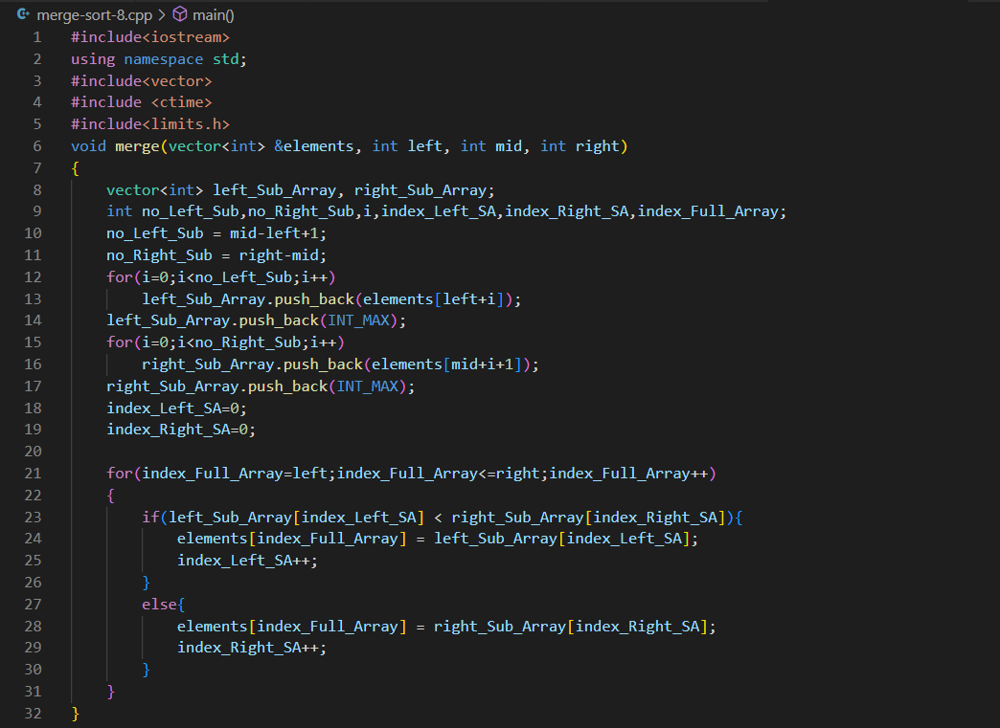 merge-sort-8.cpp > main()
1 #include<iostream>
2 using namespace std;
3 #include<vector>
4 #include <ctime>
5 #include<limits.h>
6 void merge(vector<int> &elements, int left, int mid, int right)
7 {
8     vector<int> left_Sub_Array, right_Sub_Array;
9     int no_Left_Sub,no_Right_Sub,i,index_Left_SA,index_Right_SA,index_Full_Array;
10     no_Left_Sub = mid-left+1;
11     no_Right_Sub = right-mid;
12     for(i=0;i<no_Left_Sub;i++)
13         left_Sub_Array.push_back(elements[left+i]);
14     left_Sub_Array.push_back(INT_MAX);
15     for(i=0;i<no_Right_Sub;i++)
16         right_Sub_Array.push_back(elements[mid+i+1]);
17     right_Sub_Array.push_back(INT_MAX);
18     index_Left_SA=0;
19     index_Right_SA=0;
20
21     for(index_Full_Array=left;index_Full_Array<=right;index_Full_Array++)
22     {
23         if(left_Sub_Array[index_Left_SA] < right_Sub_Array[index_Right_SA]){
24             elements[index_Full_Array] = left_Sub_Array[index_Left_SA];
25             index_Left_SA++;
26         }
27         else{
28             elements[index_Full_Array] = right_Sub_Array[index_Right_SA];
29             index_Right_SA++;
30         }
31     }
32 }